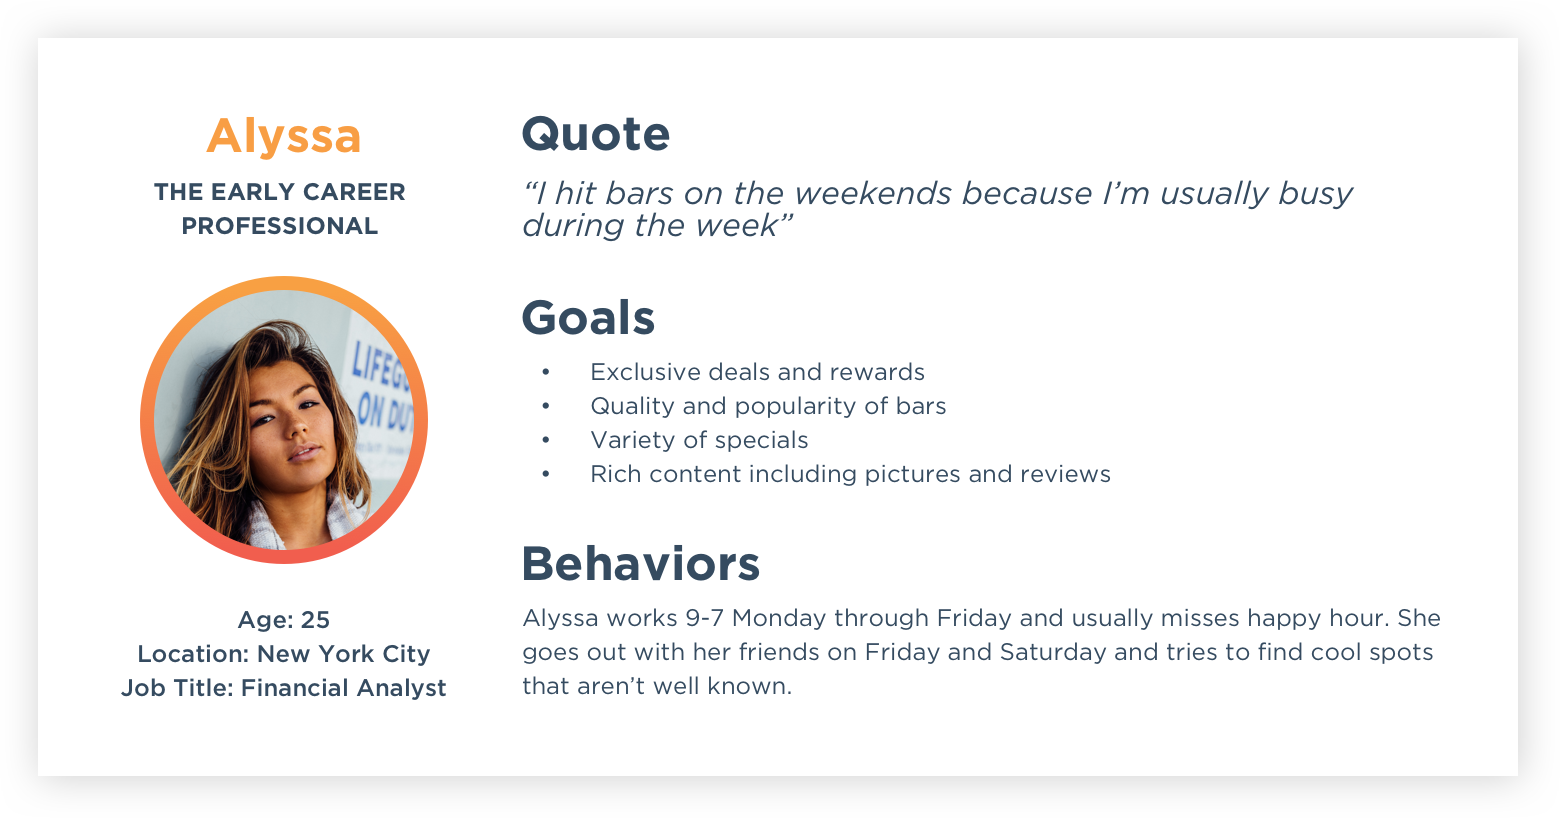 Alyssa
THE EARLY CAREER
PROFESSIONAL
LIFEGU
ON DUT
Age: 25
Location: New York City
Job Title: Financial Analyst
Quote
“I hit bars on the weekends because I’m usually busy
during the week”
Goals
• Exclusive deals and rewards
• Quality and popularity of bars
• Variety of specials
• Rich content including pictures and reviews
Behaviors
Alyssa works 9-7 Monday through Friday and usually misses happy hour. She
goes out with her friends on Friday and Saturday and tries to find cool spots
that aren’t well known.